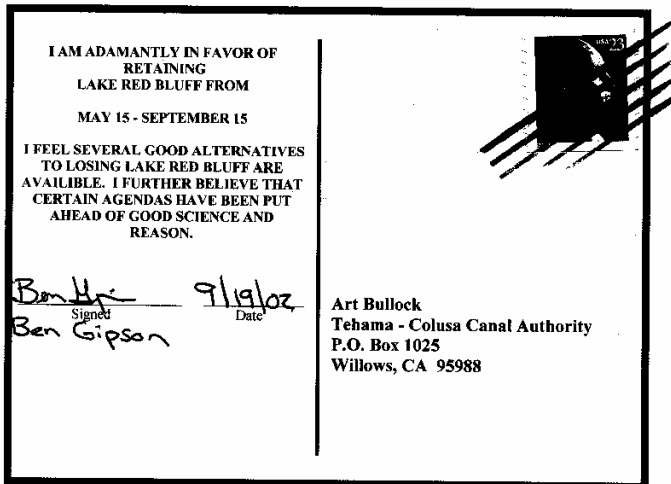 I AM ADAMANTLY IN FAVOR OF
RETAINING
LAKE RED BLUFF FROM
MAY 15 - SEPTEMBER 15
I FEEL SEVERAL GOOD ALTERNATIVES
TO LOSING LAKE RED BLUFF ARE
AVAILIBLE. I FURTHER BELIEVE THAT
CERTAIN AGENDAS HAVE BEEN PUT
AHEAD OF GOOD SCIENCE AND
REASON.
9/19/02
Signed Date
Ben Gipson
USA 23
Art Bullock
Tehama - Colusa Canal Authority
P.O. Box 1025
Willows, CA 95988